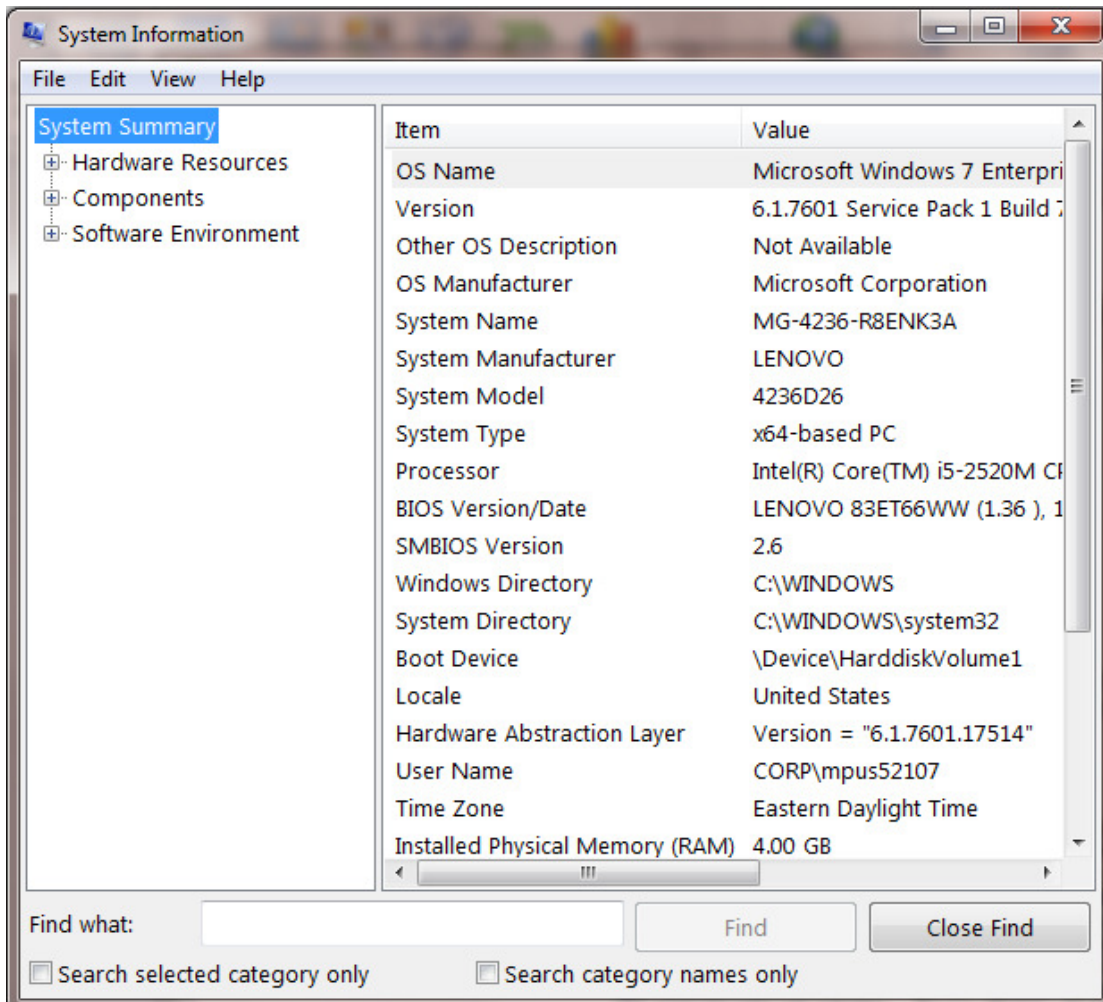 System Information
File Edit View Help
System Summary
Hardware Resources
Components
Software Environment
Item Value
OS Name Microsoft Windows 7 Enterpri
Version 6.1.7601 Service Pack 1 Build 7
Other OS Description Not Available
OS Manufacturer Microsoft Corporation
System Name MG-4236-R8ENK3A
System Manufacturer LENOVO
System Model 4236D26
System Type x64-based PC
Processor Intel(R) Core(TM) i5-2520M CP
BIOS Version/Date LENOVO 83ET66WW (1.36 ), 1
SMBIOS Version 2.6
Windows Directory C:\WINDOWS
System Directory C:\WINDOWS\system32
Boot Device \Device\HarddiskVolume1
Locale United States
Hardware Abstraction Layer Version = "6.1.7601.17514"
User Name CORP\mpus52107
Time Zone Eastern Daylight Time
Installed Physical Memory (RAM) 4.00 GB
Find what: Find Close Find
Search selected category only Search category names only